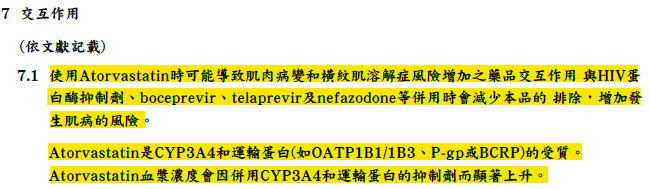 7 交互作用
(依文獻記載)
7.1 使用Atorvastatin時可能導致肌肉病變和橫紋肌溶解症風險增加之藥品交互作用 與HIV蛋
白酶抑制劑、boceprevir、telaprevir及nefazodone等併用時會減少本品的 排除，增加發
生肌病的風險。
Atorvastatin是CYP3A4和運輸蛋白(如OATP1B1/1B3、P-gp或BCRP)的受質。
Atorvastatin血漿濃度會因併用CYP3A4和運輸蛋白的抑制劑而顯著上升。